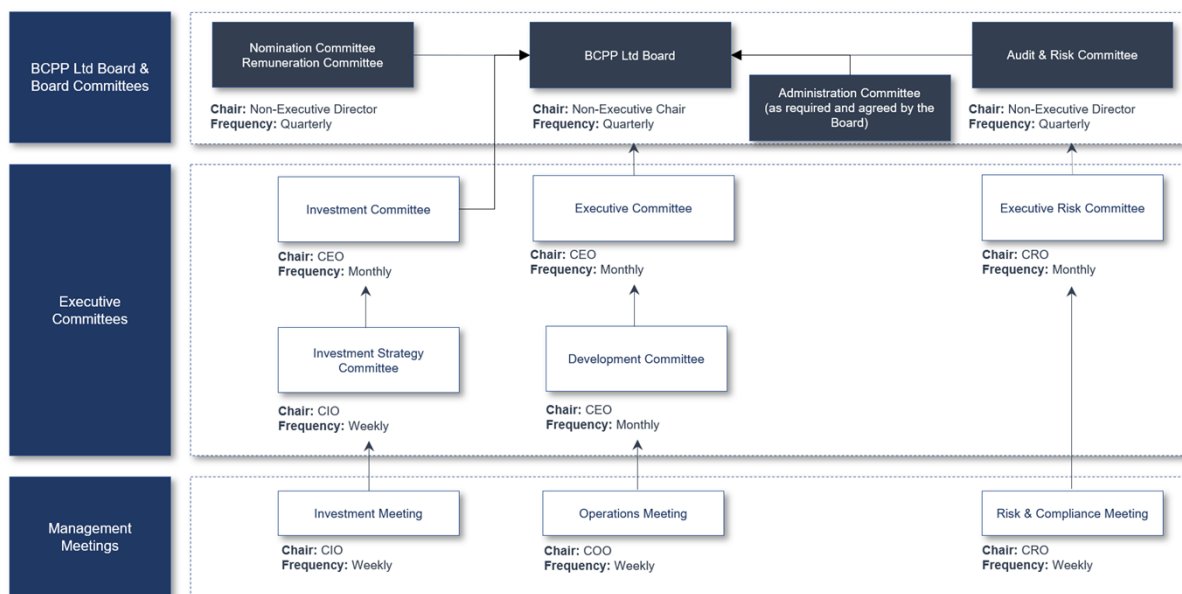 BCPP Ltd Board &
Board Committees
Nomination Committee
Remuneration Committee
Chair: Non-Executive Director
Frequency: Quarterly
BCPP Ltd Board
Chair: Non-Executive Chair
Frequency: Quarterly
Administration Committee
(as required and agreed by the
Board)
Audit & Risk Committee
Chair: Non-Executive Director
Frequency: Quarterly
Executive
Committees
Investment Committee
Chair: CEO
Frequency: Monthly
Executive Committee
Chair: CEO
Frequency: Monthly
Executive Risk Committee
Chair: CRO
Frequency: Monthly
Investment Strategy
Committee
Chair: CIO
Frequency: Weekly
Development Committee
Chair: CEO
Frequency: Monthly
Management
Meetings
Investment Meeting
Chair: CIO
Frequency: Weekly
Operations Meeting
Chair: COO
Frequency: Weekly
Risk & Compliance Meeting
Chair: CRO
Frequency: Weekly